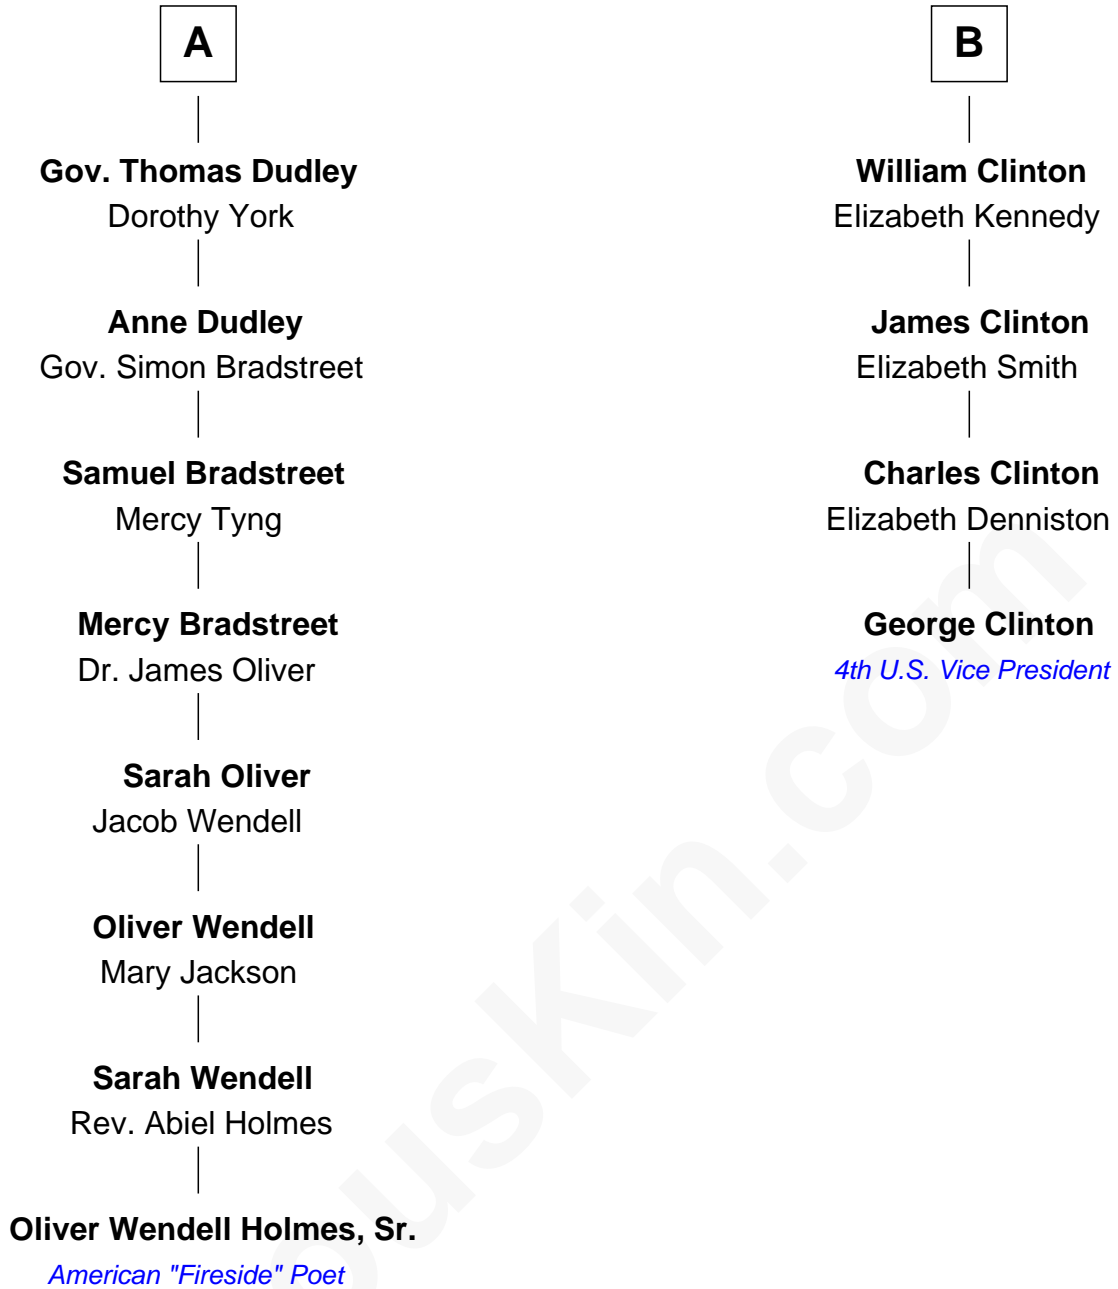 A
Gov. Thomas Dudley
Dorothy York
Anne Dudley
Gov. Simon Bradstreet
Samuel Bradstreet
Mercy Tyng
Mercy Bradstreet
Dr. James Oliver
Sarah Oliver
Jacob Wendell
Oliver Wendell
Mary Jackson
Sarah Wendell
Rev. Abiel Holmes
Oliver Wendell Holmes, Sr.
American "Fireside" Poet
B
William Clinton
Elizabeth Kennedy
James Clinton
Elizabeth Smith
Charles Clinton
Elizabeth Denniston
George Clinton
4th U.S. Vice President
ousKin.com